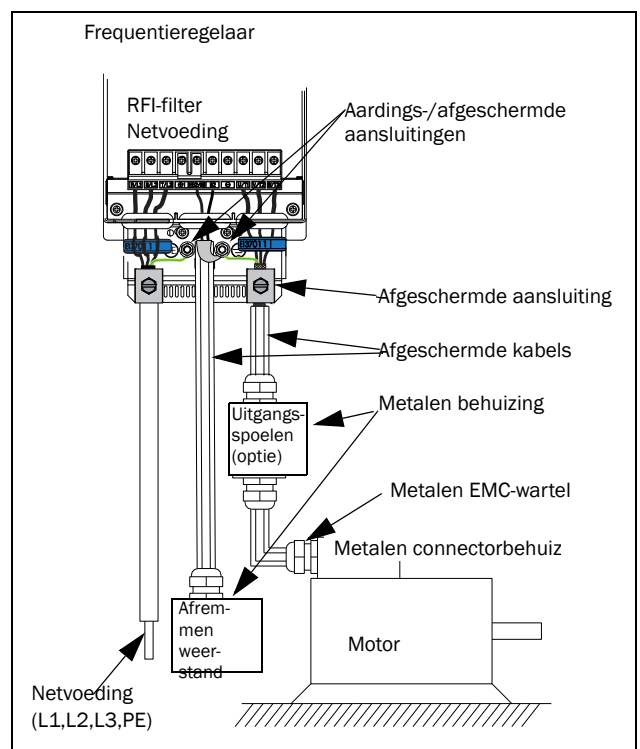 Frequentieregelaar
RFI-filter
Netvoeding
Aardings-/afgeschermde
aansluitingen
Afgeschermde aansluiting
Afgeschermde kabels
Uitgangs-
spoelen
(optie)
Metalen behuizing
Metalen EMC-wartel
Metalen connectorbehuiz
Afrem-
men
weer-
stand
Motor
Netvoeding
(L1,L2,L3,PE)